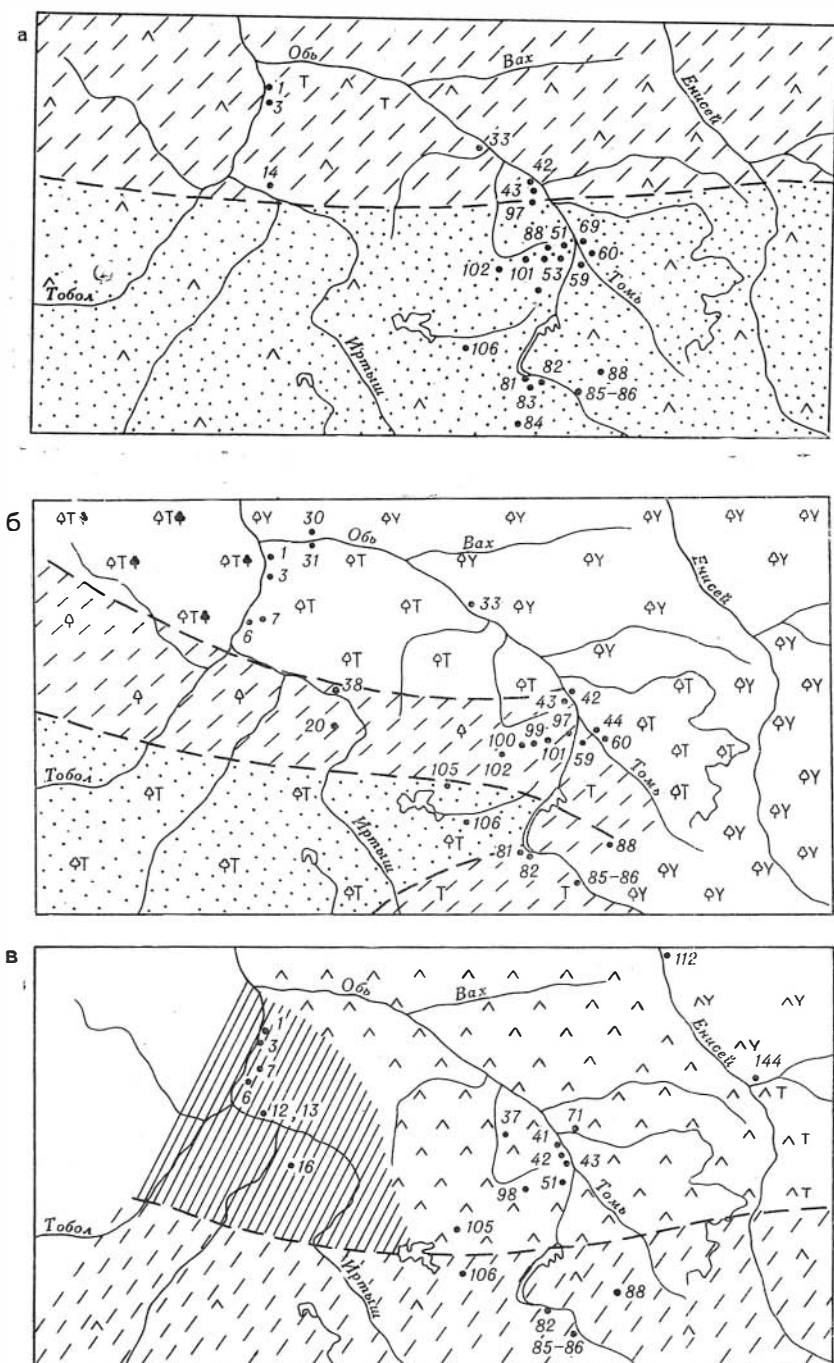 а
Обь
Вах
Енисей
1
Т
3
Т
33
14
42
43
97
88
51
69
60
102
101
53
59
Томь
Тобол
Иртыш
106
81
82
88
83
85–86
84
б
Т
Т
Y
30
Y
Y
Обь
Вах
Енисей
Т
1
31
Т
Т
Y
Y
3
33
Y
Т
6
7
Т
Т
Т
Y
Y
38
Т
43
42
20
97
44
Т
Т
100
99
101
59
60
Т
Т
Y
102
Тобол
105
Т
Томь
Т
Y
Иртыш
106
Т
Т
Т
81
82
88
Т
Т
85–86
Y
Y
Y
в
Обь
Вах
112
Енисей
Y
Y
1
3
144
7
Т
6
12, 13
37
71
41
42
43
Т
16
98
51
Т
Томь
Тобол
105
Иртыш
106
88
82
85–86